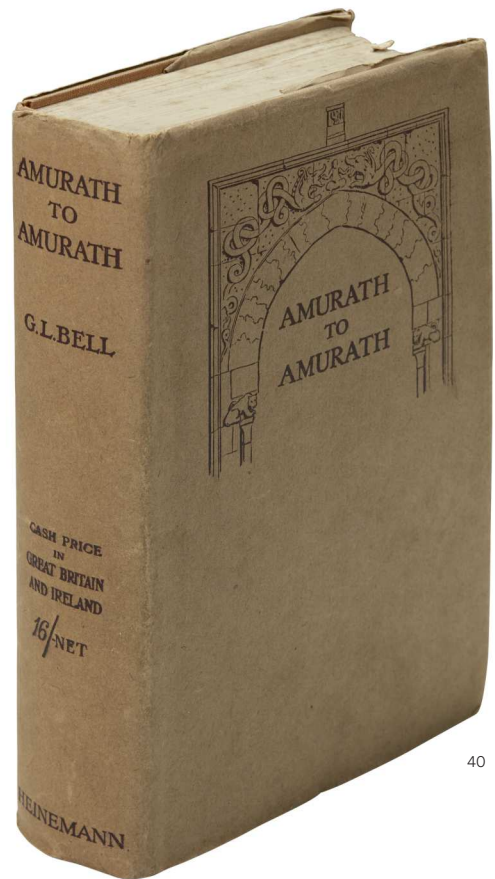 AMURATH
TO
AMURATH
G.L.BELL
CASH PRICE
IN
GREAT BRITAIN
AND IRELAND
16/-NET
HEINEMANN
AMURATH
TO
AMURATH
40